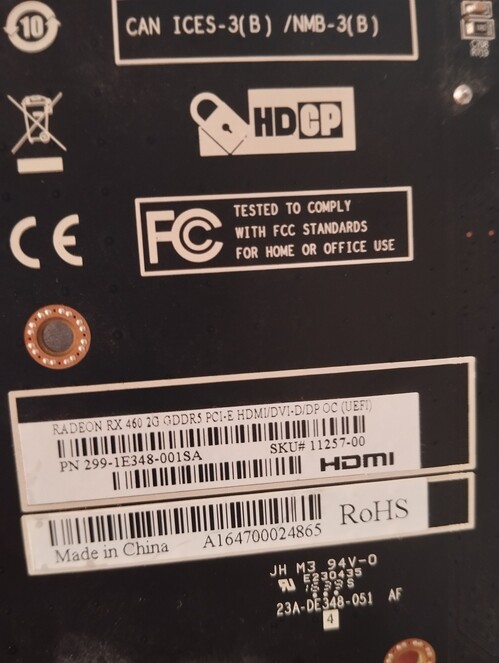 10
CAN ICES-3(B) /NMB-3(B)
HDCP
CE
FC
TESTED TO COMPLY
WITH FCC STANDARDS
FOR HOME OR OFFICE USE
RADEON RX 460 2G GDDR5 PCI-E HDMI/DVI-D/DP OC (UEFI)
PN 299-1E348-001SA
SKU# 11257-00
HDMI
Made in China
A164700024865
RoHS
JH M3 94V-0
E230435
23A-DE348-051 AF
4